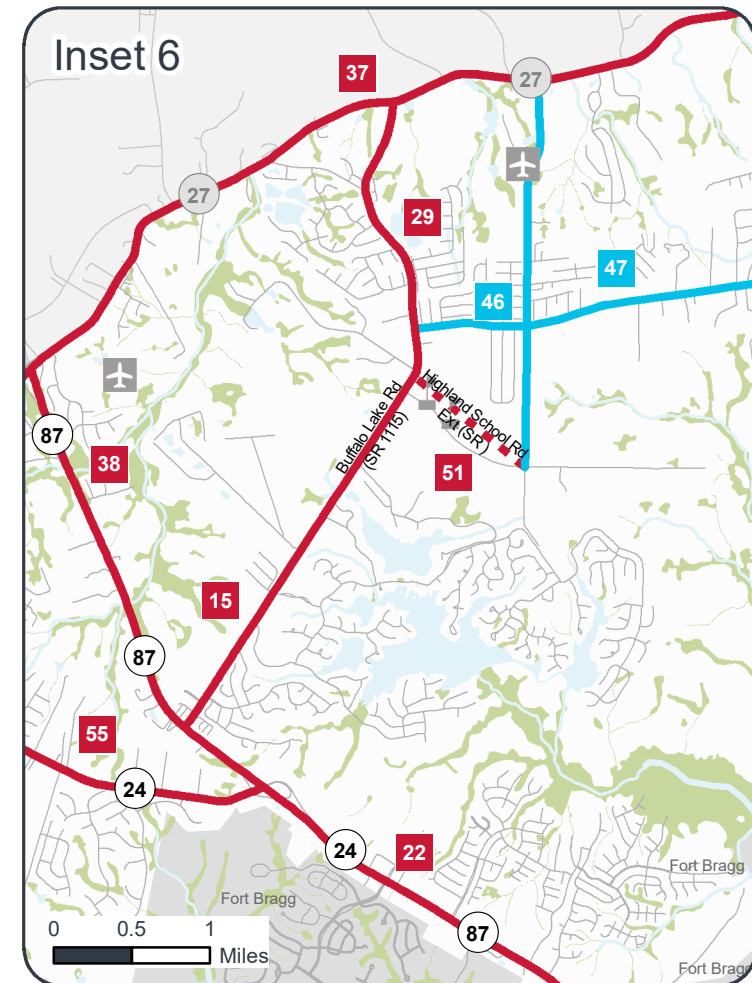 Inset 6
37
27
27
29
47
46
Highland School Rd
Ext (SR )
Buffalo Lake Rd
(SR 1115)
87
38
51
15
87
55
24
24
22
Fort Bragg
Fort Bragg
87
0 0.5 1
Miles
Fort Bragg